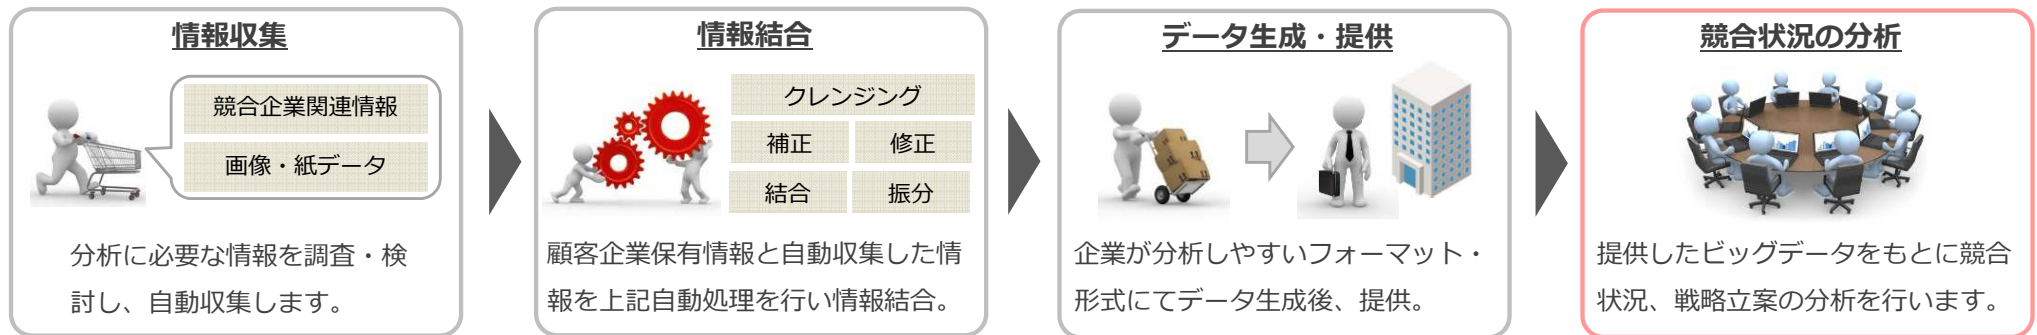 情報収集
競合企業関連情報
画像・紙データ
分析に必要な情報を調査・検
討し、自動収集します。
情報結合
クレンジング
補正
修正
結合
振分
顧客企業保有情報と自動収集した情
報を上記自動処理を行い情報結合。
データ生成・提供
企業が分析しやすいフォーマット・
形式にてデータ生成後、提供。
競合状況の分析
提供したビッグデータをもとに競合
状況、戦略立案の分析を行います。